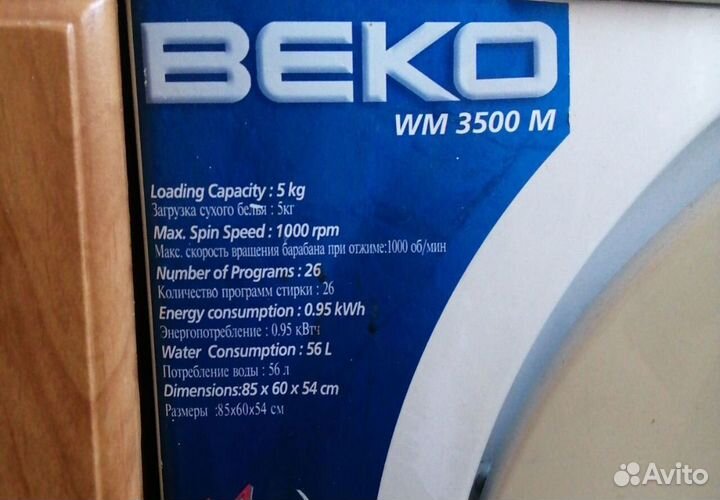 BEKO
WM 3500 M
Loading Capacity : 5 kg
Загрузка сухого белья : 5кг
Max. Spin Speed : 1000 rpm
Макс. скорость вращения барабана при отжиме:1000 об/мин
Number of Programs : 26
Количество программ стирки : 26
Energy consumption : 0.95 kWh
Энергопотребление : 0.95 кВтч
Water Consumption : 56 L
Потребление воды : 56 л
Dimensions:85 x 60 x 54 cm
Размеры :85x60x54 см
Avito